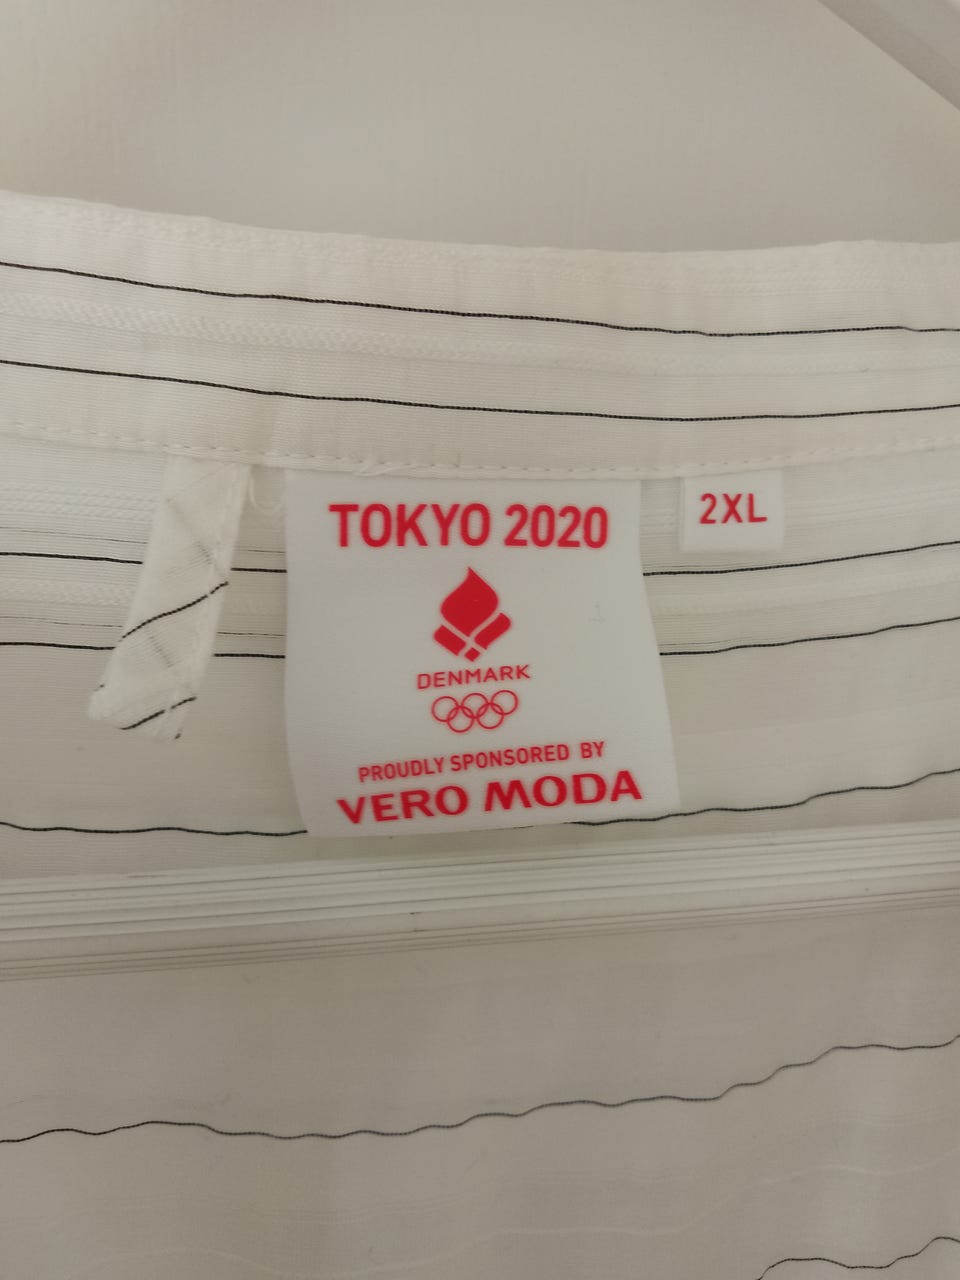 TOKYO 2020
2XL
DENMARK
PROUDLY SPONSORED BY
VERO MODA